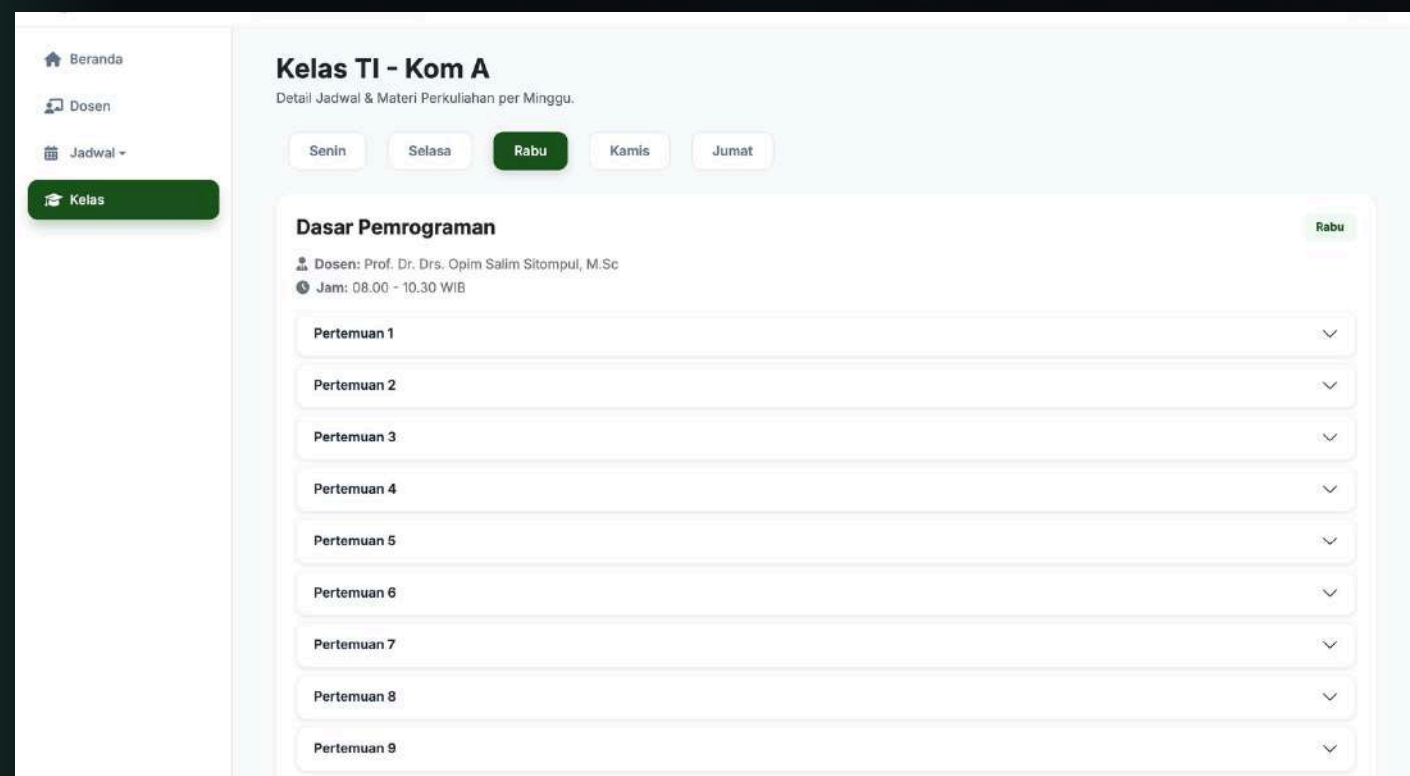 Beranda
Dosen
Jadwal
Kelas
Kelas TI - Kom A
Detail Jadwal & Materi Perkuliahan per Minggu.
Senin Selasa Rabu Kamis Jumat
Dasar Pemrograman
Rabu
Dosen: Prof. Dr. Drs. Opim Salim Sitompul, M.Sc
Jam: 08.00 - 10.30 WIB
Pertemuan 1
Pertemuan 2
Pertemuan 3
Pertemuan 4
Pertemuan 5
Pertemuan 6
Pertemuan 7
Pertemuan 8
Pertemuan 9